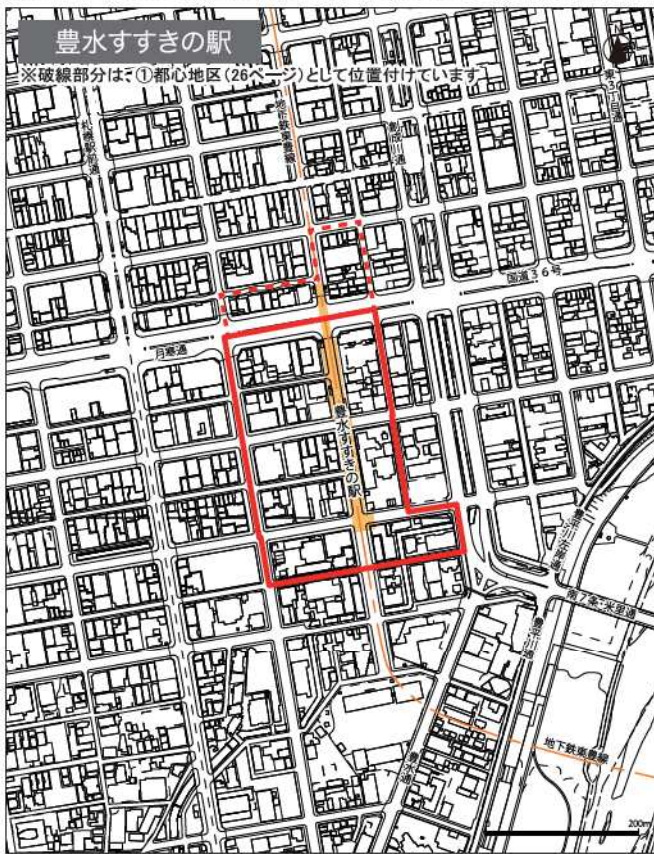 豊水すすきの駅
※破線部分は、①都心地区(26ページ)として位置付けています
札幌駅前通
地下鉄東豊線
創成川通
東3丁目通
国道36号
月寒通
豊水すすきの駅
豊平川左岸通
南7条・米里通
豊平川通
地下鉄東豊線
200m